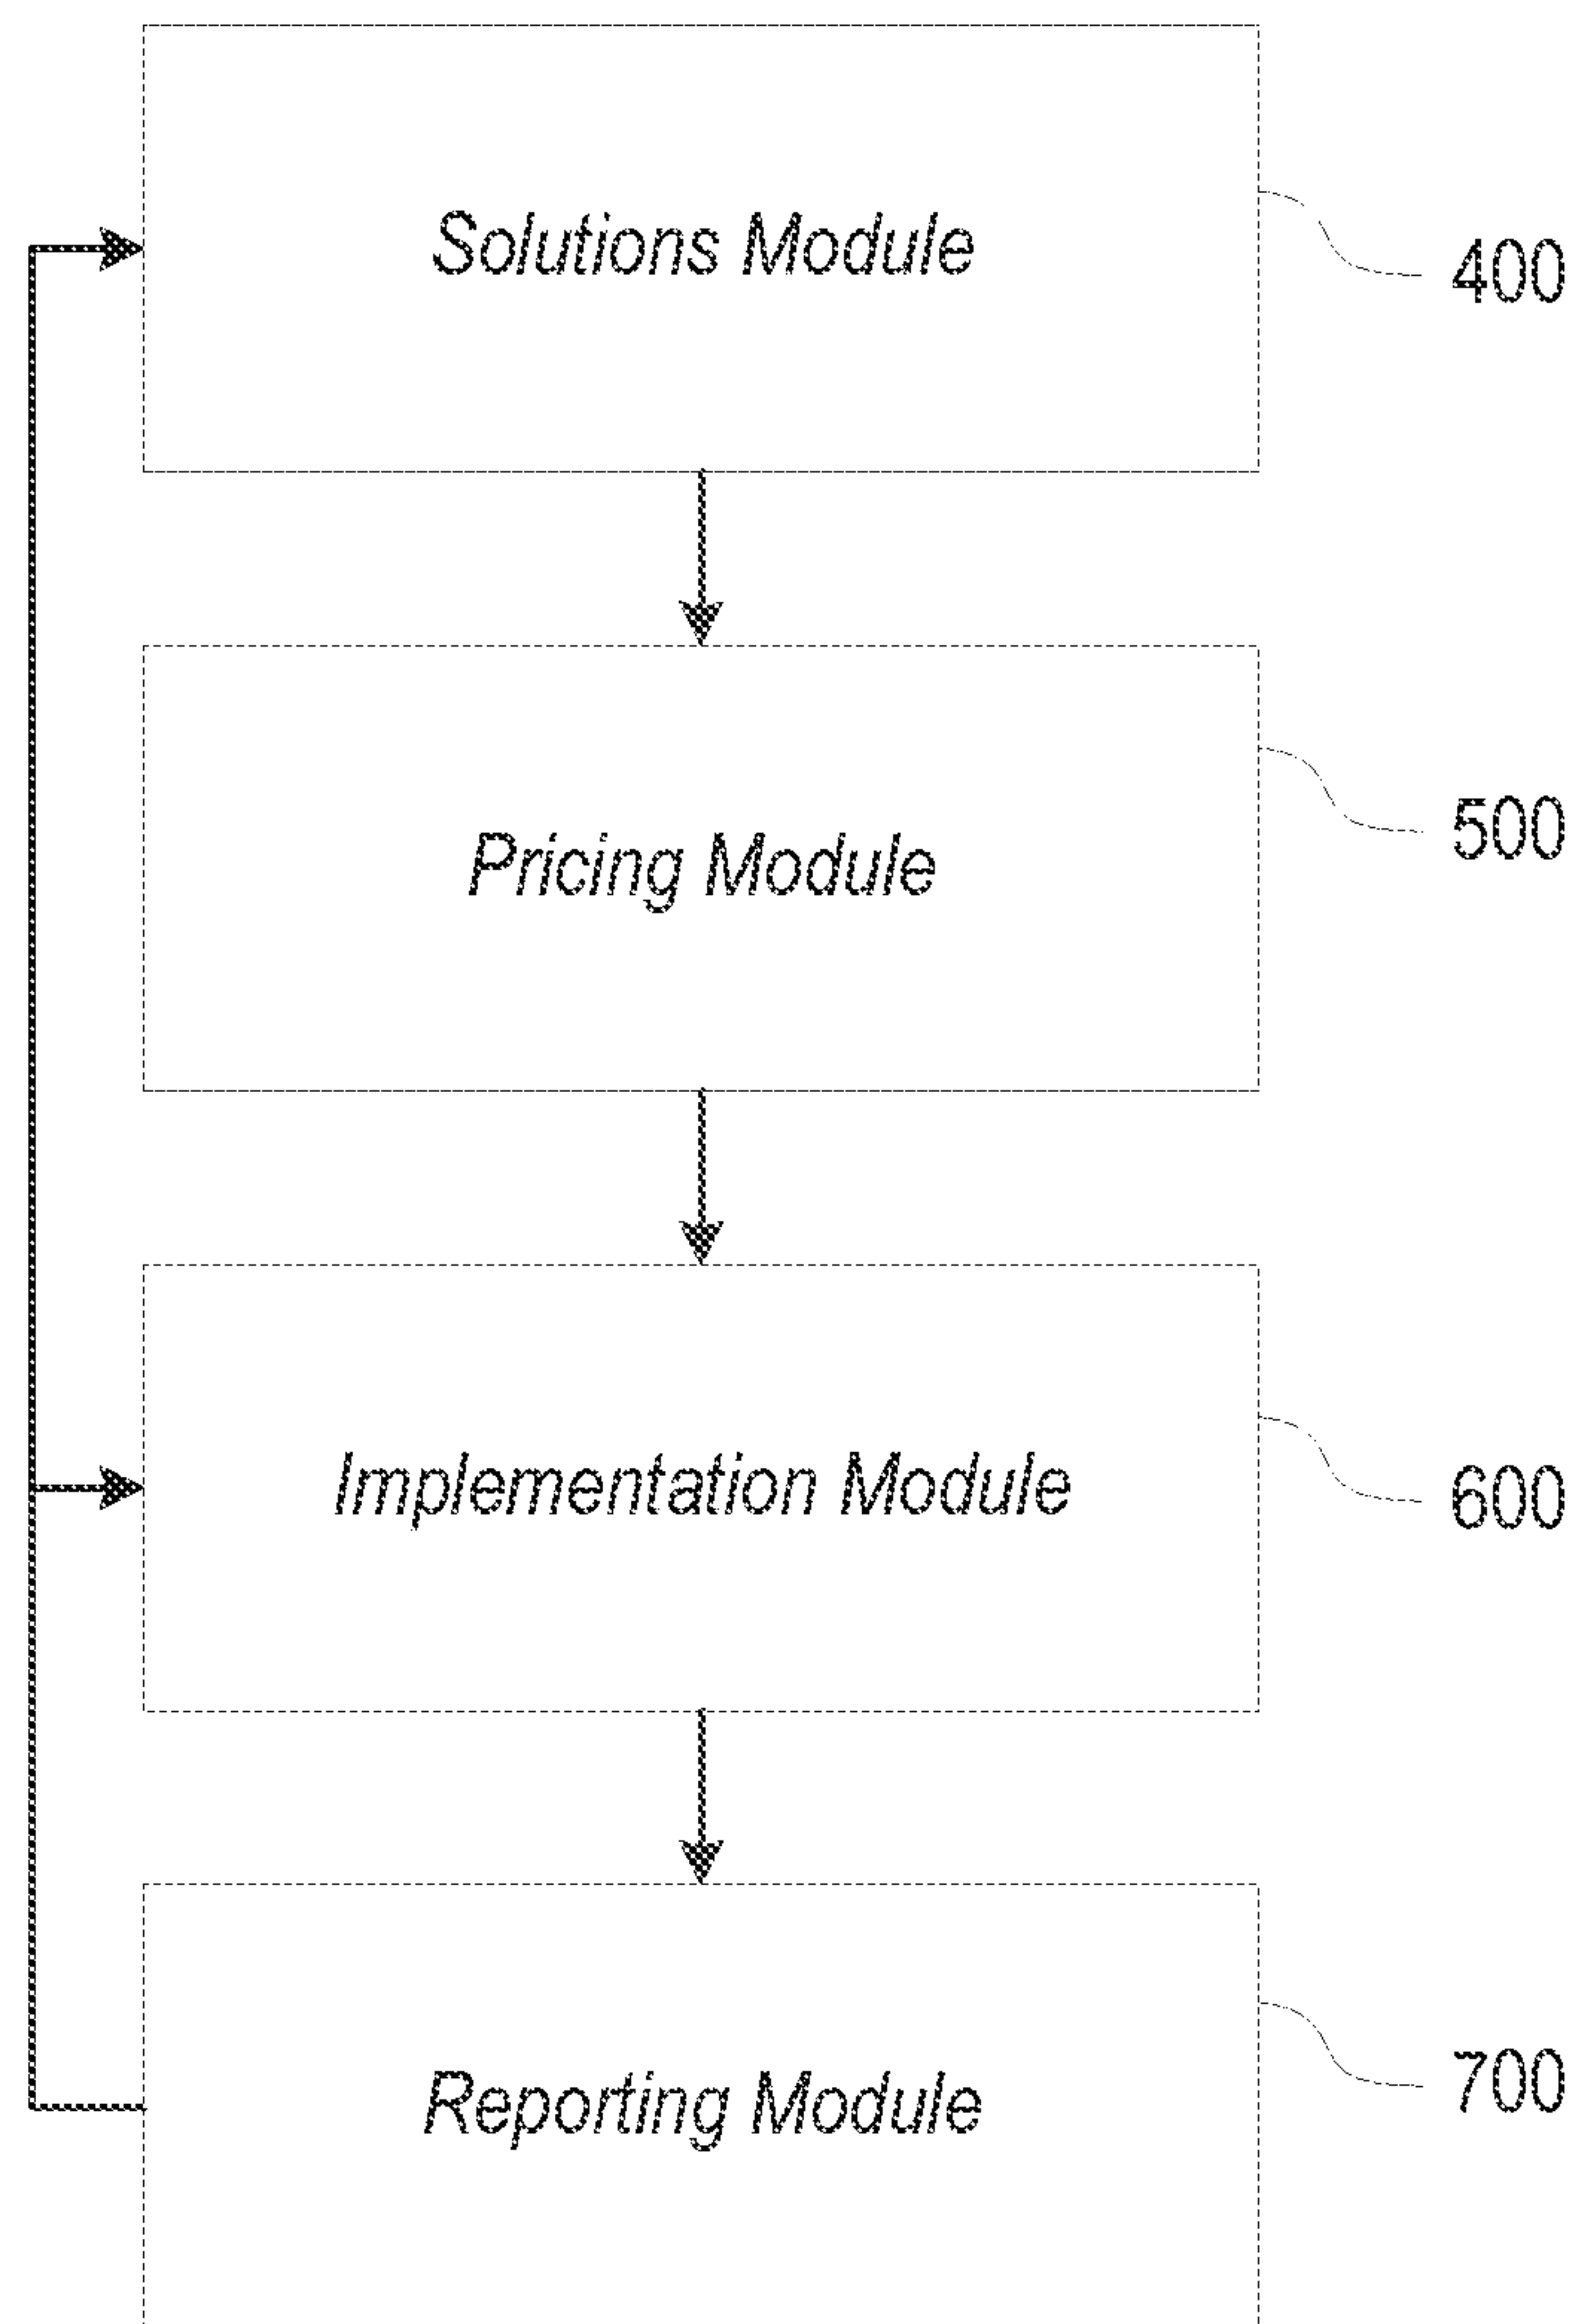 Solutions Module
400
Pricing Module
500
Implementation Module
600
Reporting Module
700